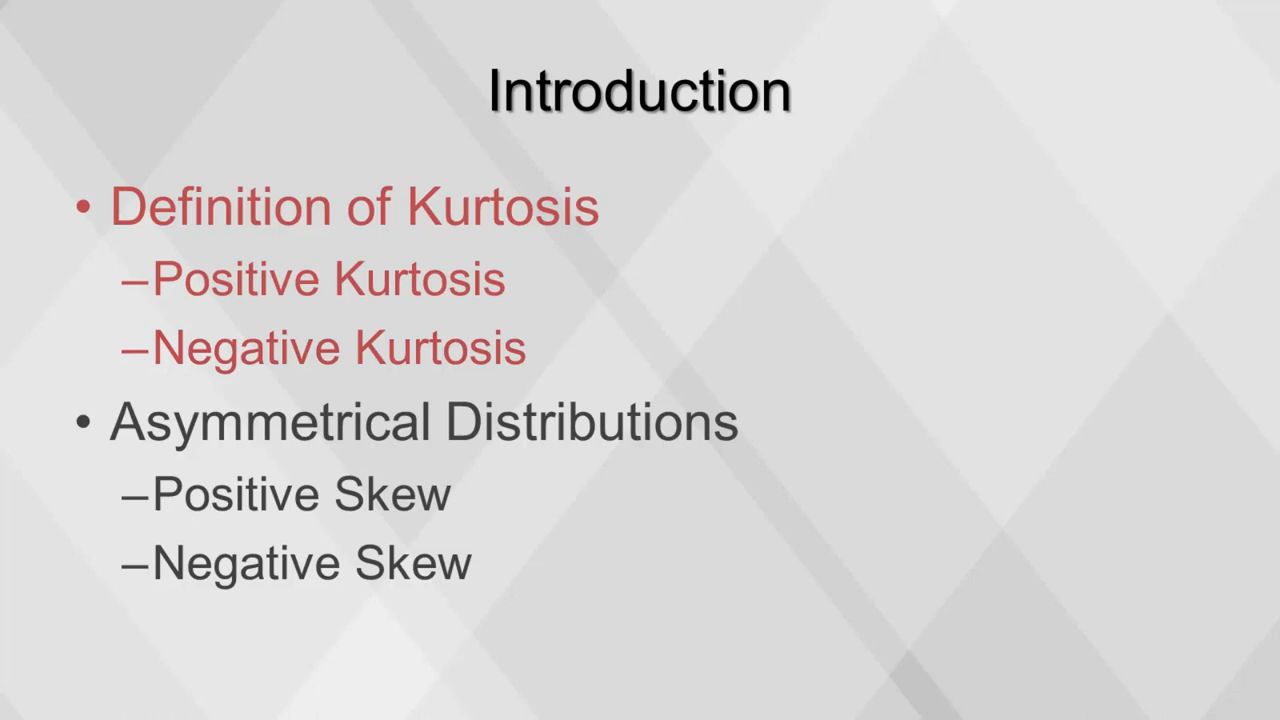 Introduction
• Definition of Kurtosis
–Positive Kurtosis
–Negative Kurtosis
• Asymmetrical Distributions
–Positive Skew
–Negative Skew